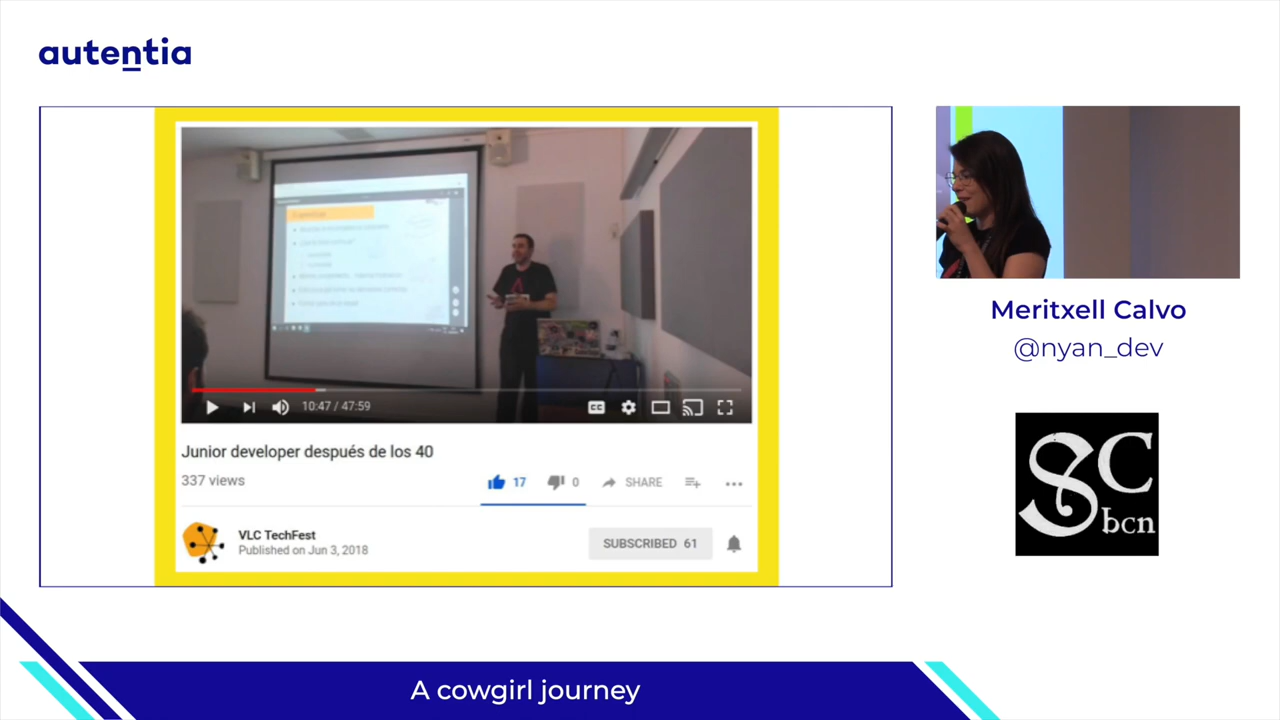 autentia
10:47 / 47:59
CC
Junior developer después de los 40
337 views
17
0
SHARE
VLC TechFest
Published on Jun 3, 2018
SUBSCRIBED 61
Meritxell Calvo
@nyan_dev
SC
bcn
A cowgirl journey